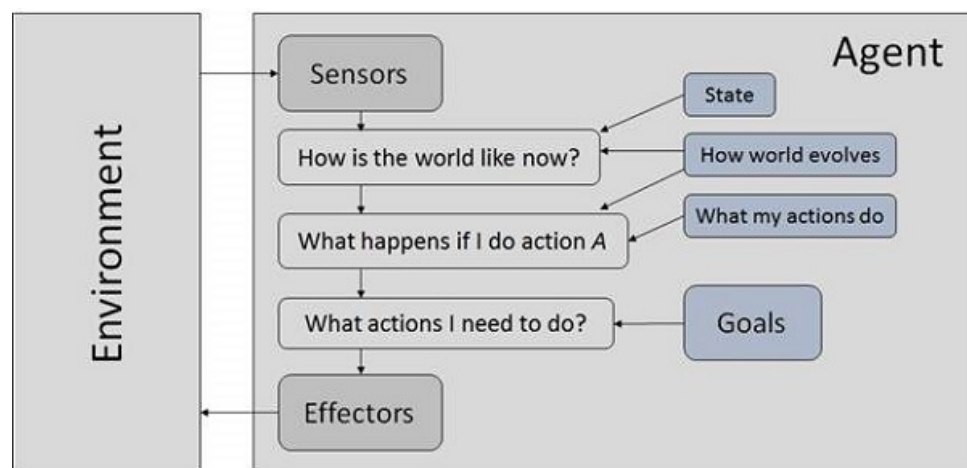 Agent
Environment
Sensors
State
How is the world like now?
How world evolves
What my actions do
What happens if I do action A
What actions I need to do?
Goals
Effectors